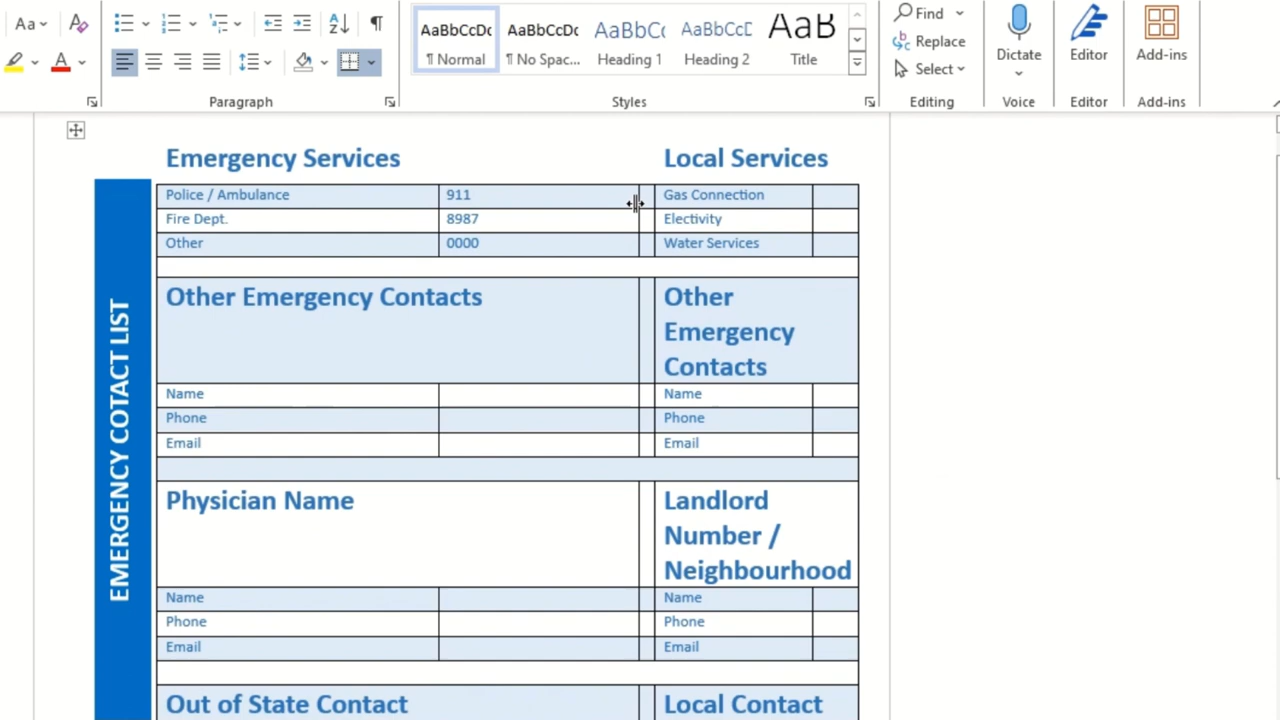 Aa
Find
Replace
Select
AaBbCcDc
¶ Normal
AaBbCcDc
¶ No Spac...
AaBbCc
Heading 1
AaBbCcD
Heading 2
AaB
Title
Dictate
Editor
Add-ins
Paragraph
Styles
Editing
Voice
Editor
Add-ins
Emergency Services Local Services
EMERGENCY COTACT LIST
Police / Ambulance 911 Gas Connection
Fire Dept. 8987 Electivity
Other 0000 Water Services
Other Emergency Contacts
Other
Emergency
Contacts
Name Name
Phone Phone
Email Email
Physician Name
Landlord
Number /
Neighbourhood
Name Name
Phone Phone
Email Email
Out of State Contact Local Contact